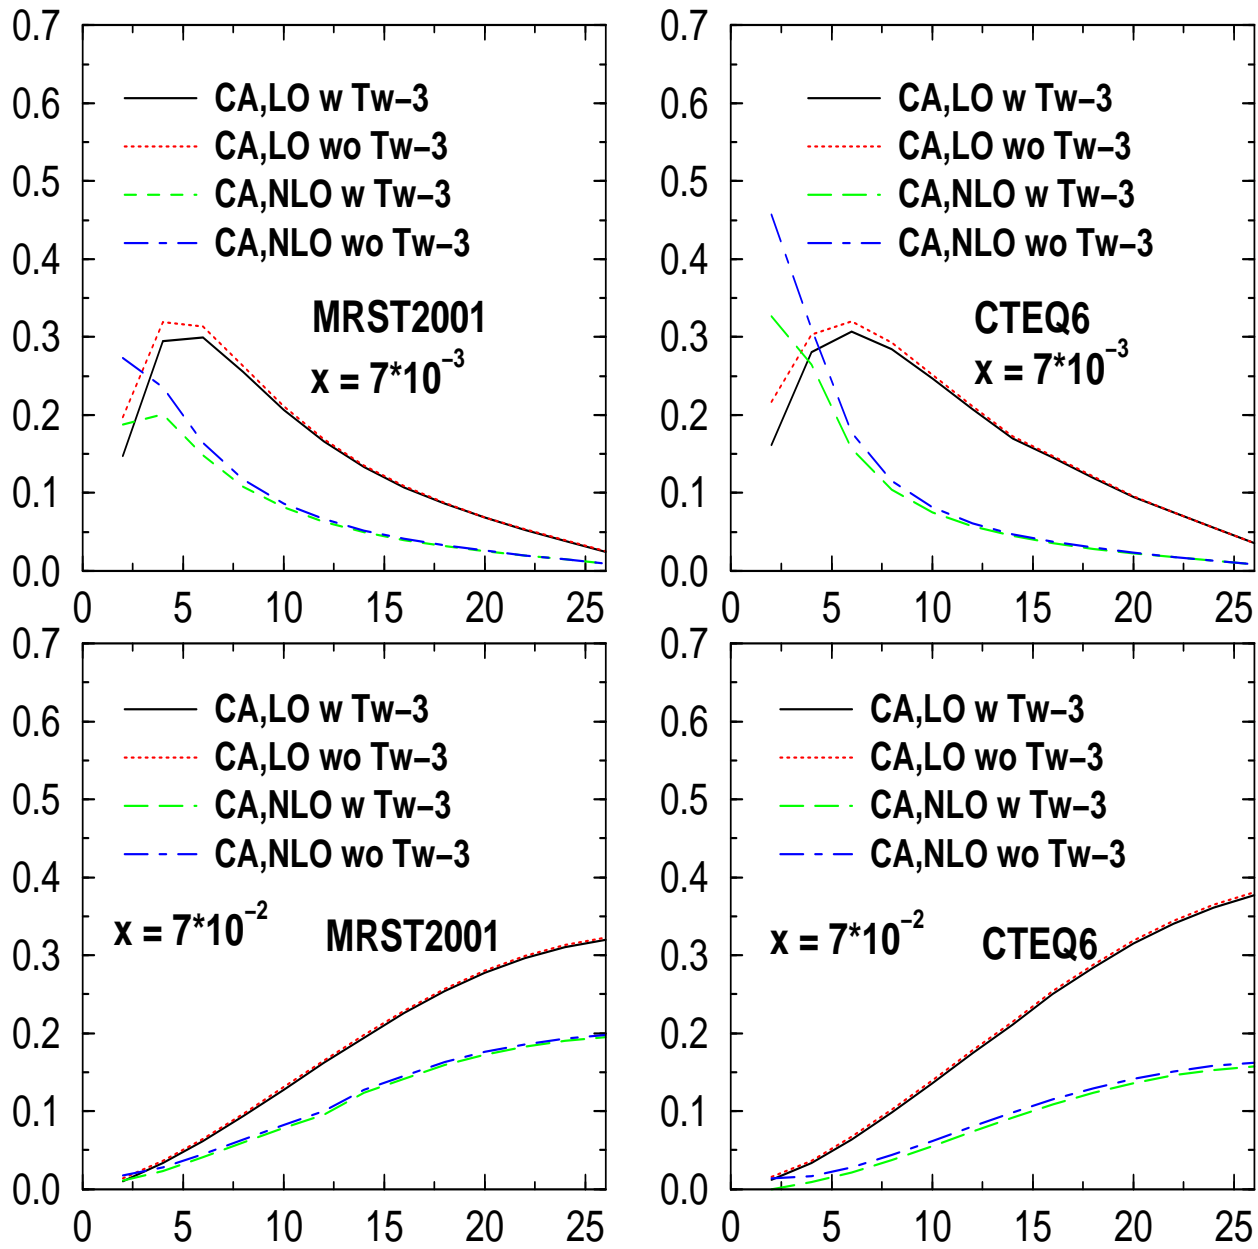 0.7
0.6
0.5
0.4
0.3
0.2
0.1
0.0
CA,LO w Tw−3
CA,LO wo Tw−3
CA,NLO w Tw−3
CA,NLO wo Tw−3
MRST2001
x = 7*10⁻³
0 5 10 15 20 25
0.7
0.6
0.5
0.4
0.3
0.2
0.1
0.0
CA,LO w Tw−3
CA,LO wo Tw−3
CA,NLO w Tw−3
CA,NLO wo Tw−3
CTEQ6
x = 7*10⁻³
0 5 10 15 20 25
0.7
0.6
0.5
0.4
0.3
0.2
0.1
0.0
CA,LO w Tw−3
CA,LO wo Tw−3
CA,NLO w Tw−3
CA,NLO wo Tw−3
x = 7*10⁻² MRST2001
0 5 10 15 20 25
0.7
0.6
0.5
0.4
0.3
0.2
0.1
0.0
CA,LO w Tw−3
CA,LO wo Tw−3
CA,NLO w Tw−3
CA,NLO wo Tw−3
x = 7*10⁻² CTEQ6
0 5 10 15 20 25